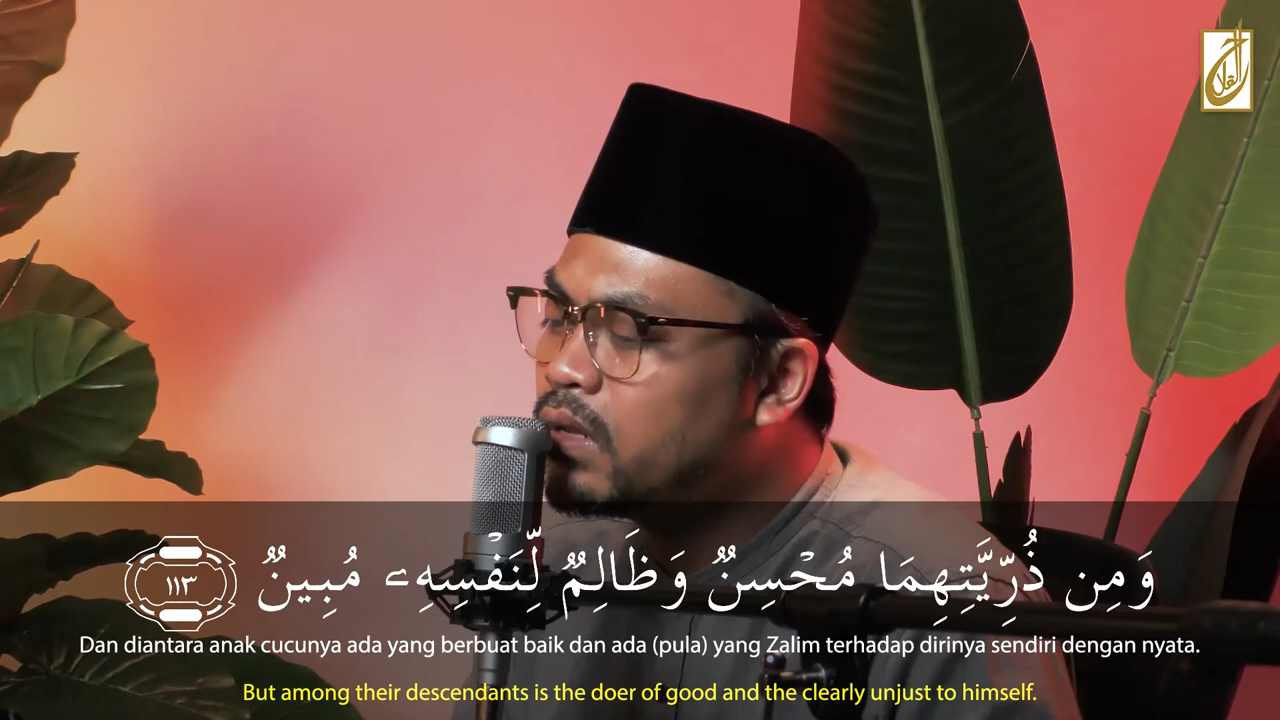 وَمِن ذُرِّيَّتِهِمَا مُحْسِنٌ وَظَالِمٌ لِّنَفْسِهِۦ مُبِينٌ ١١٣
Dan diantara anak cucunya ada yang berbuat baik dan ada (pula) yang Zalim terhadap dirinya sendiri dengan nyata.
But among their descendants is the doer of good and the clearly unjust to himself.